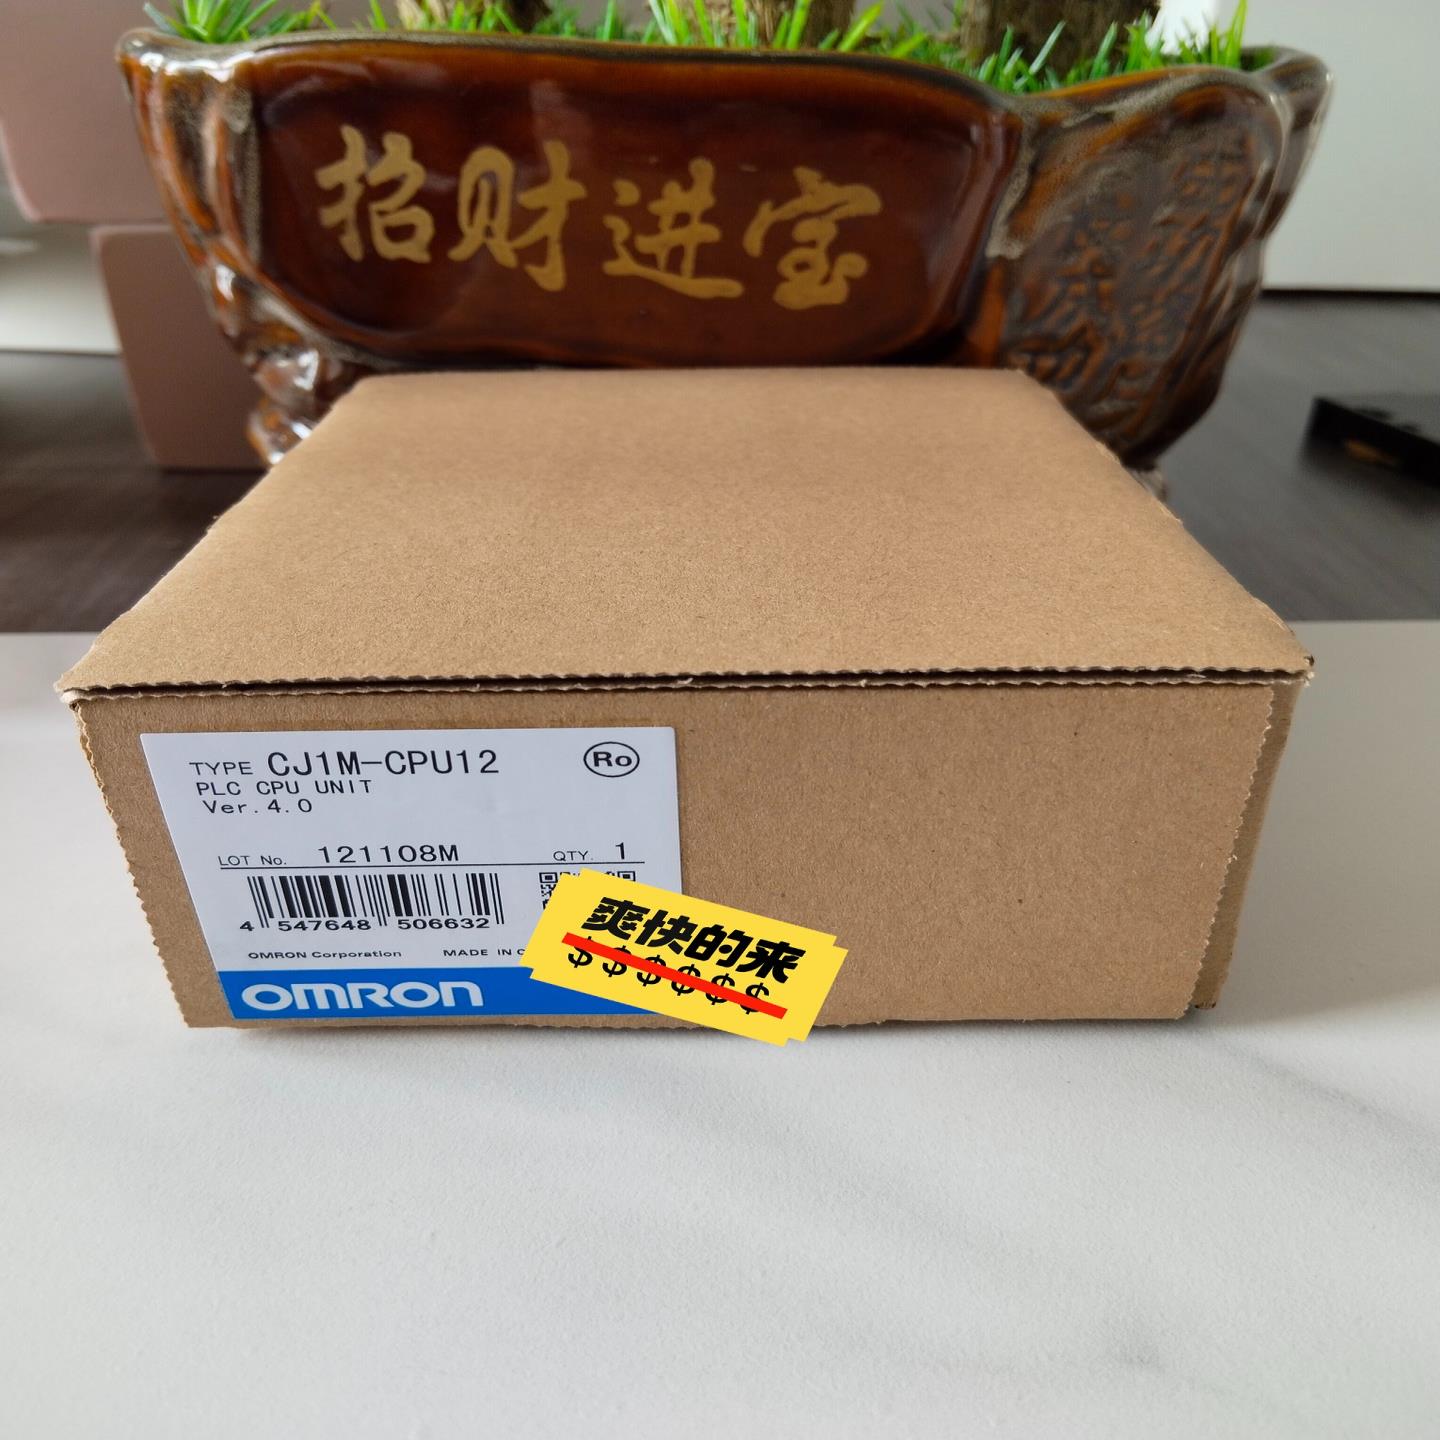 招财进宝
TYPE CJ1M-CPU12
Ro
PLC CPU UNIT
Ver.4.0
LOT No. 121108M
QTY. 1
4 547648 506632
OMRON Corporation MADE IN C
OMRON
爽快的来
$$$$$$